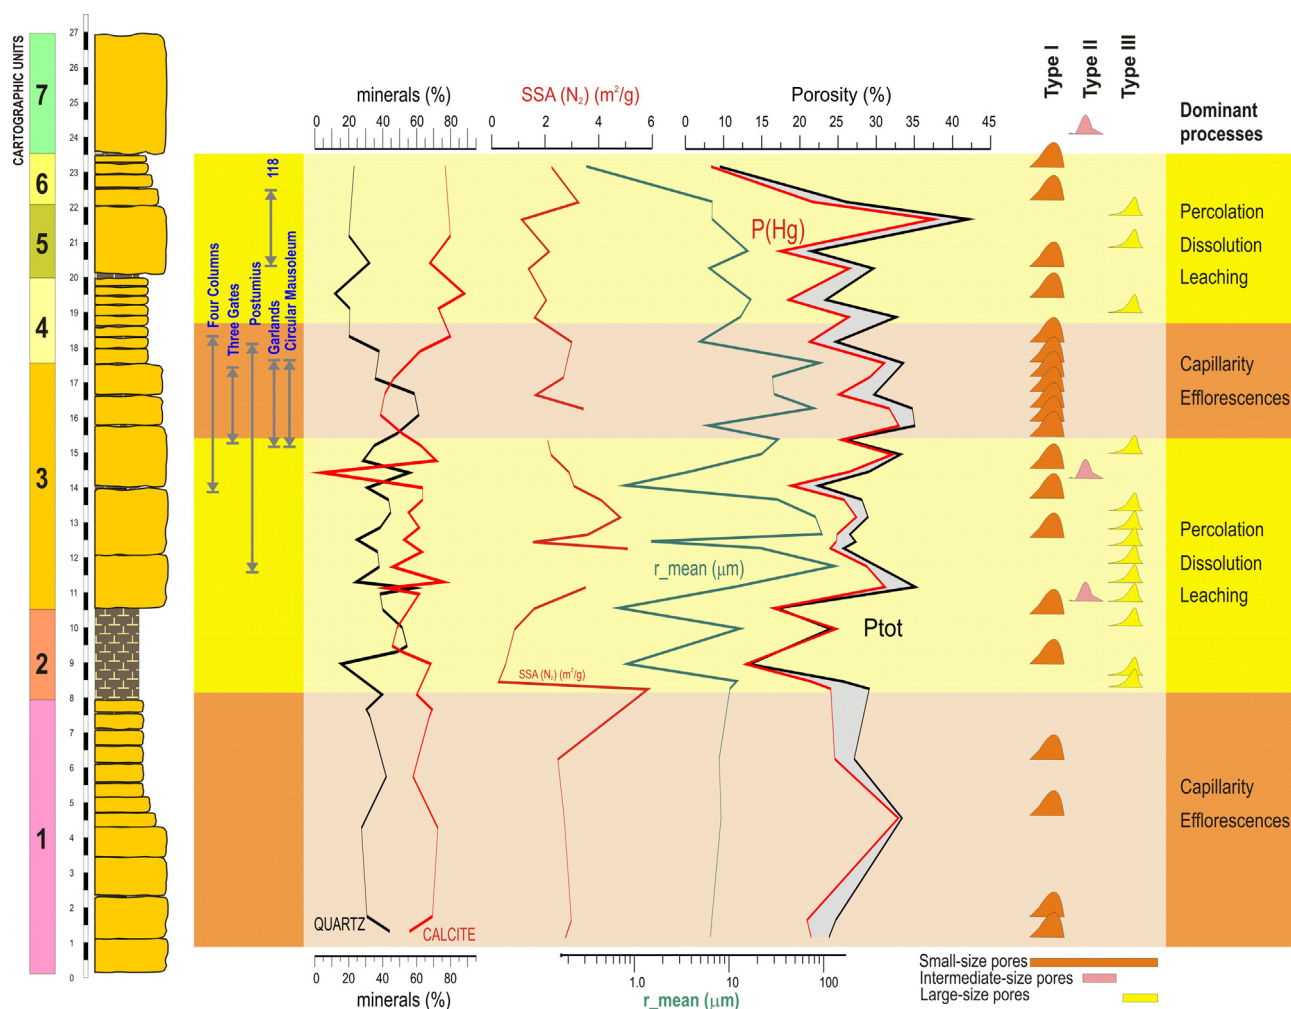 CARTOGRAPHIC UNITS
7
6
5
4
3
2
1
27
26
25
24
23
22
21
20
19
18
17
16
15
14
13
12
11
10
9
8
7
6
5
4
3
2
1
0
Four Columns
Three Gates
Postumius
Garlands
Circular Mausoleum
118
minerals (%)
0 20 40 60 80
SSA (N2) (m2/g)
0 2 4 6
Porosity (%)
0 5 10 15 20 25 30 35 45
Type I
Type II
Type III
Dominant
processes
P(Hg)
r_mean (μm)
Ptot
SSA (N2) (m2/g)
QUARTZ
CALCITE
Percolation
Dissolution
Leaching
Capillarity
Efflorescences
Percolation
Dissolution
Leaching
Capillarity
Efflorescences
0 20 40 60 80
minerals (%)
1.0 10 100
r_mean (μm)
Small-size pores
Intermediate-size pores
Large-size pores